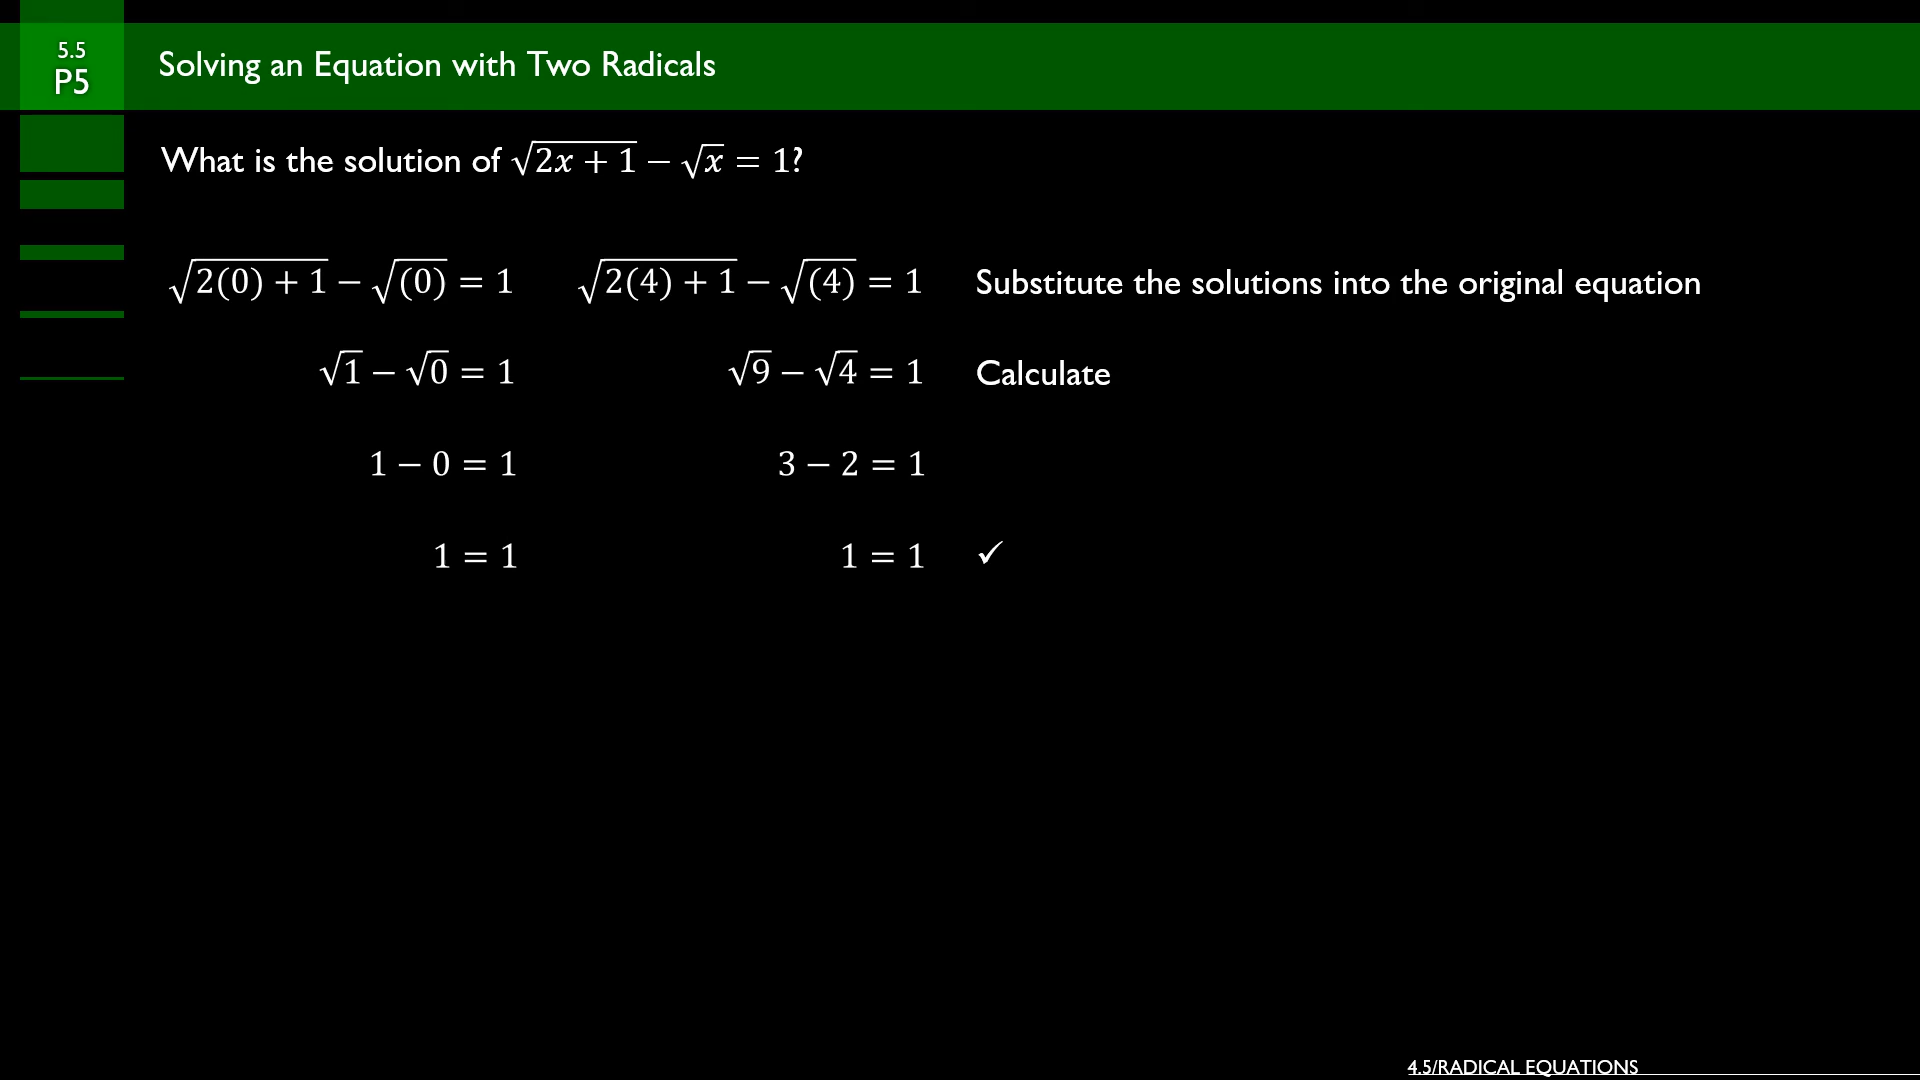 5.5
P5
Solving an Equation with Two Radicals
What is the solution of √(2x + 1) − √x = 1?
√(2(0) + 1) − √(0) = 1 √(2(4) + 1) − √(4) = 1 Substitute the solutions into the original equation
√1 − √0 = 1 √9 − √4 = 1 Calculate
1 − 0 = 1 3 − 2 = 1
1 = 1 1 = 1 ✓
4.5/RADICAL EQUATIONS